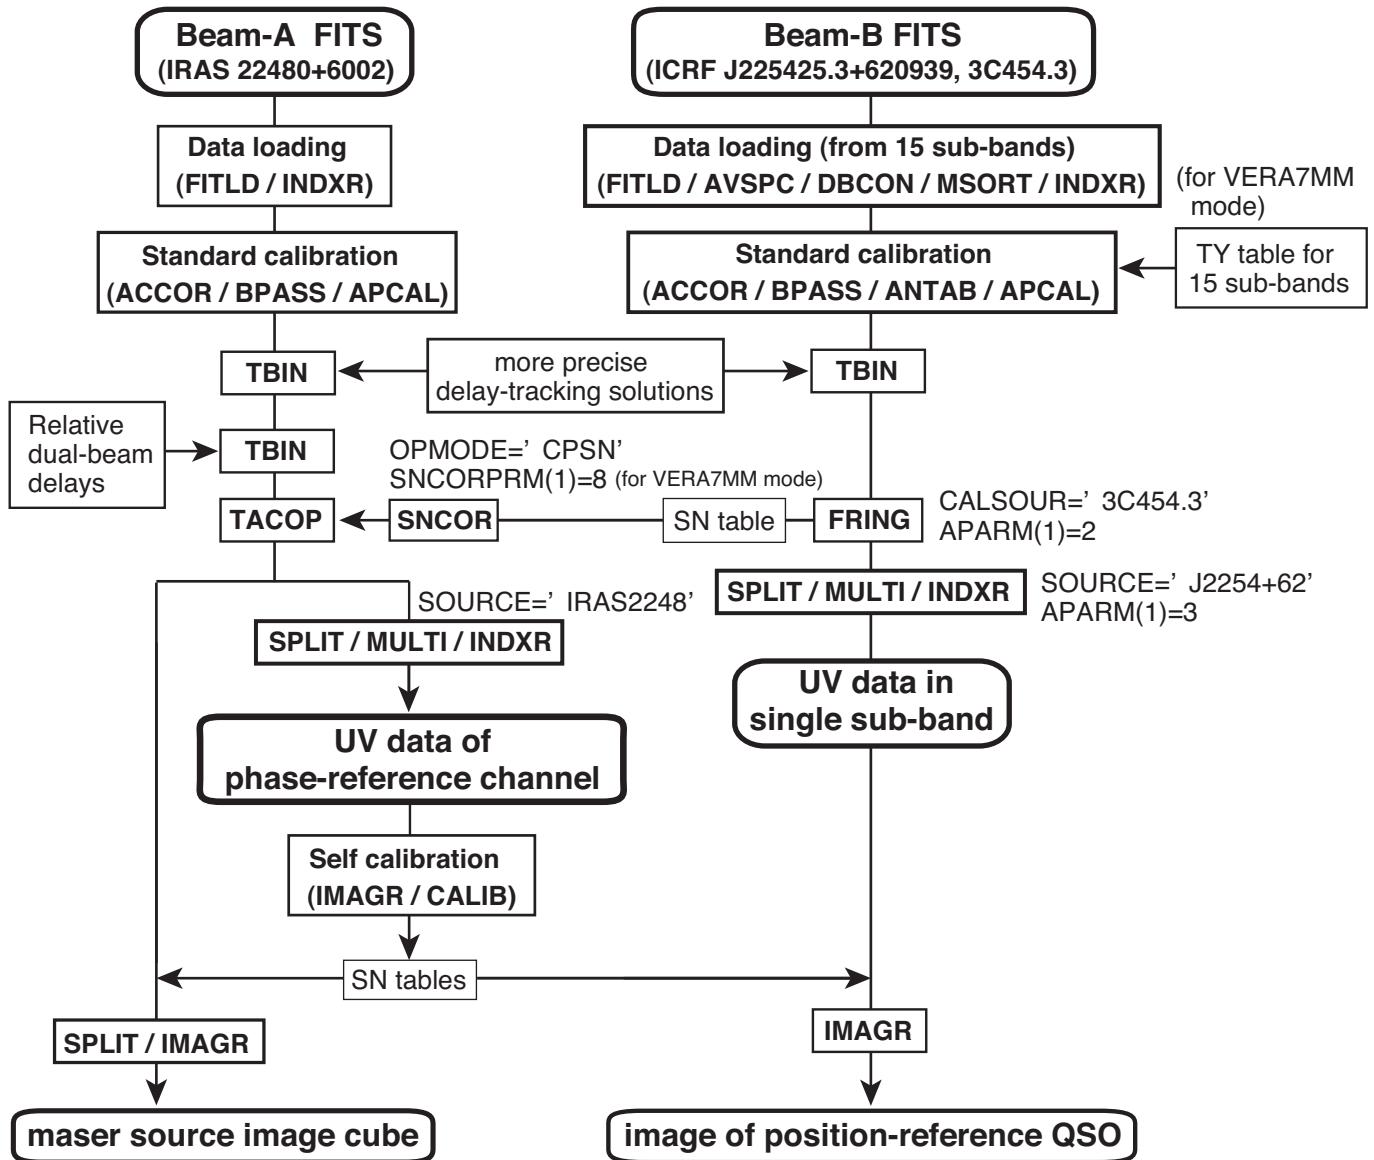 Beam-A FITS
(IRAS 22480+6002)
Beam-B FITS
(ICRF J225425.3+620939, 3C454.3)
Data loading
(FITLD / INDXR)
Data loading (from 15 sub-bands)
(FITLD / AVSPC / DBCON / MSORT / INDXR)
(for VERA7MM
mode)
Standard calibration
(ACCOR / BPASS / APCAL)
Standard calibration
(ACCOR / BPASS / ANTAB / APCAL)
TY table for
15 sub-bands
TBIN
more precise
delay-tracking solutions
TBIN
Relative
dual-beam
delays
TBIN
OPMODE=' CPSN'
SNCORPRM(1)=8 (for VERA7MM mode)
TACOP
SNCOR
SN table
FRING
CALSOUR=' 3C454.3'
APARM(1)=2
SOURCE=' IRAS2248'
SPLIT / MULTI / INDXR
SPLIT / MULTI / INDXR
SOURCE=' J2254+62'
APARM(1)=3
UV data in
single sub-band
UV data of
phase-reference channel
Self calibration
(IMAGR / CALIB)
SN tables
SPLIT / IMAGR
IMAGR
maser source image cube
image of position-reference QSO